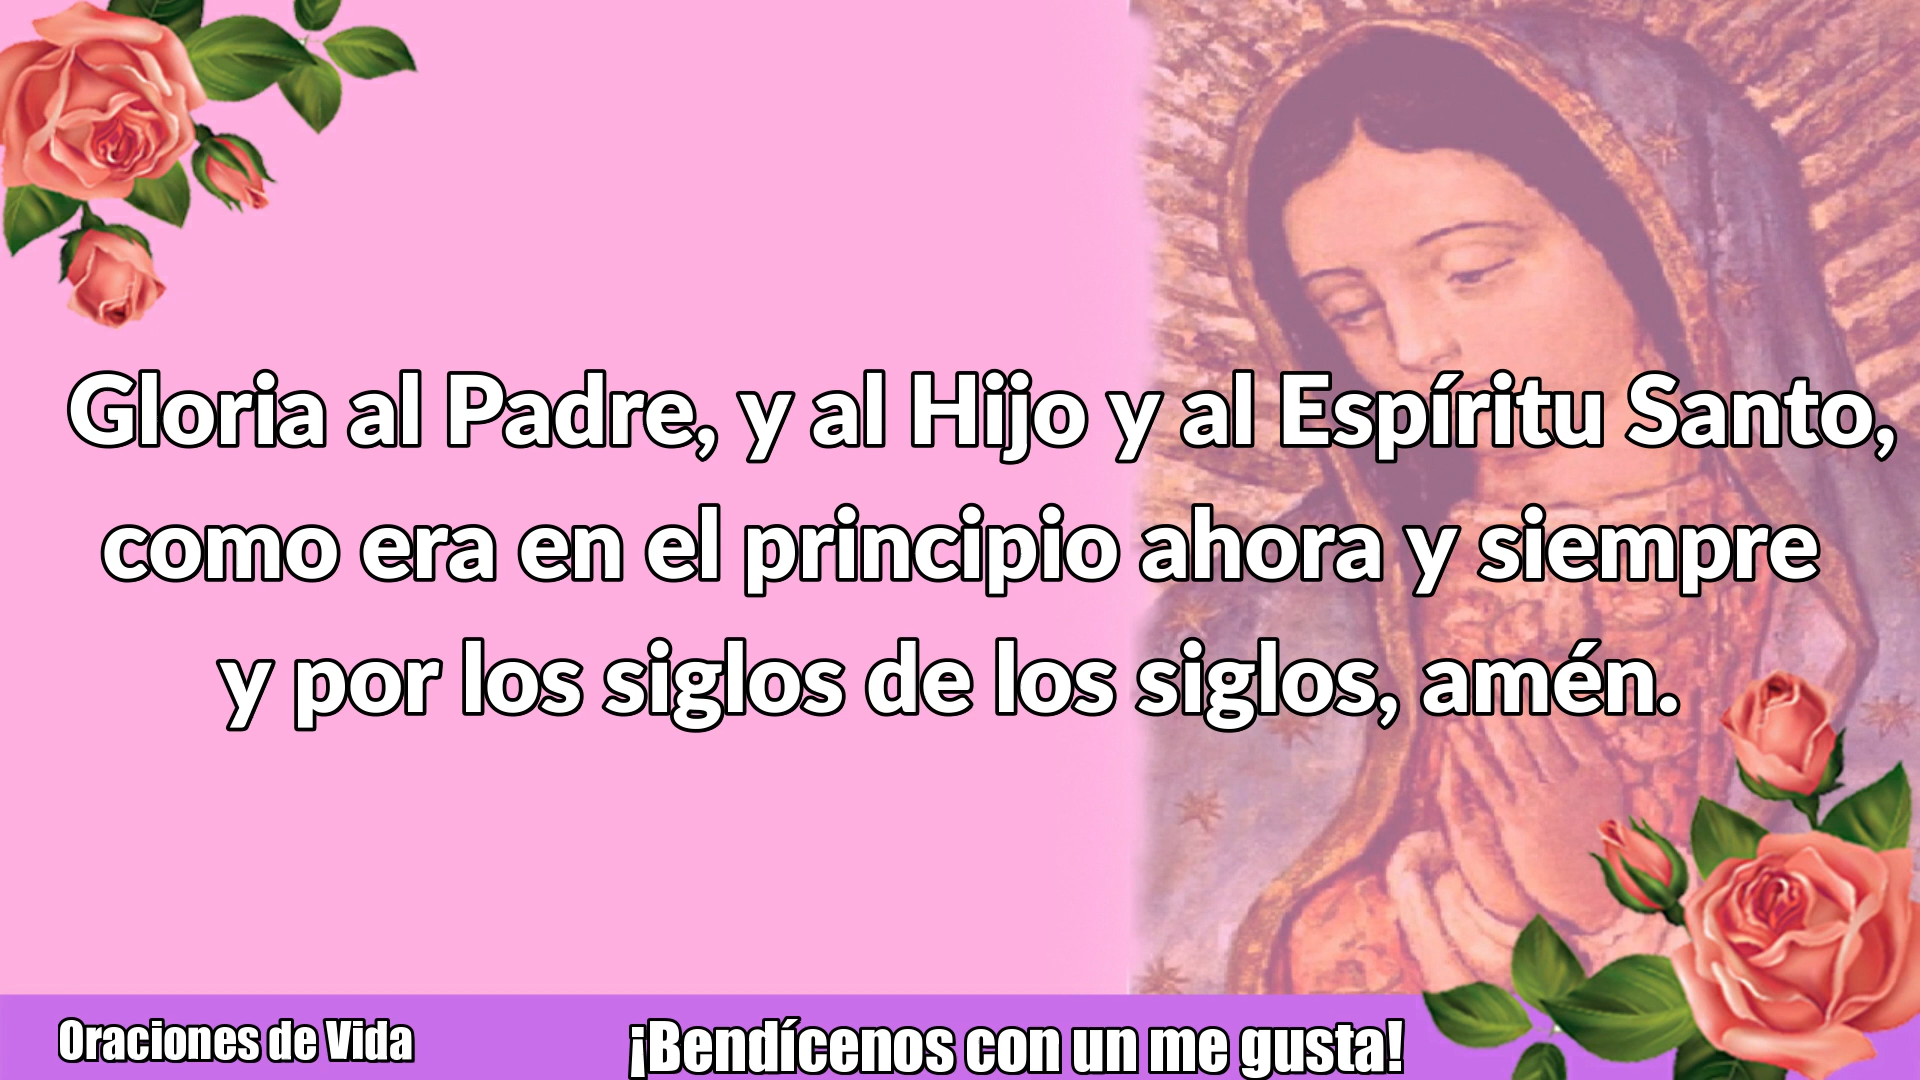 Gloria al Padre, y al Hijo y al Espíritu Santo,
como era en el principio ahora y siempre
y por los siglos de los siglos, amén.
Oraciones de Vida
¡Bendícenos con un me gusta!